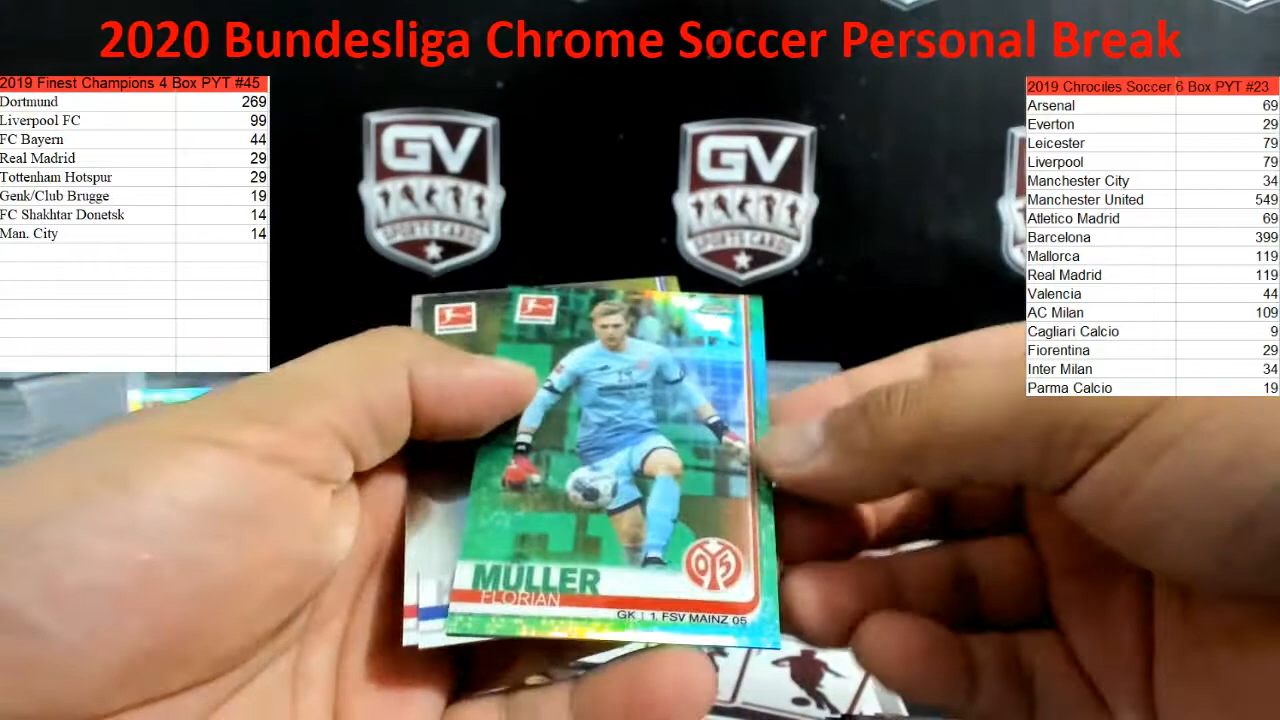 2020 Bundesliga Chrome Soccer Personal Break
2019 Finest Champions 4 Box PYT #45
Dortmund 269
Liverpool FC 99
FC Bayern 44
Real Madrid 29
Tottenham Hotspur 29
Genk/Club Brugge 19
FC Shakhtar Donetsk 14
Man. City 14
2019 Chrociles Soccer 6 Box PYT #23
Arsenal 69
Everton 29
Leicester 79
Liverpool 79
Manchester City 34
Manchester United 549
Atletico Madrid 69
Barcelona 399
Mallorca 119
Real Madrid 119
Valencia 44
AC Milan 109
Cagliari Calcio 9
Fiorentina 29
Inter Milan 34
Parma Calcio 19
GV
SPORTS CARDS
GV
SPORTS CARDS
MÜLLER
FLORIAN
GK | 1. FSV MAINZ 05